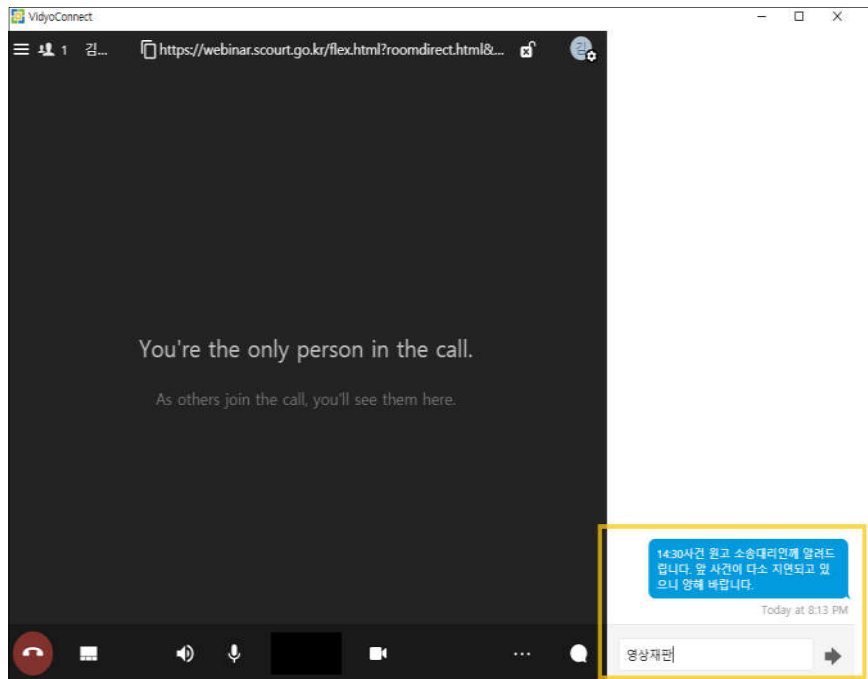 VidyoConnect
1 김... https://webinar.scourt.go.kr/flex.html?roomdirect.html&... 김
You're the only person in the call.
As others join the call, you'll see them here.
14:30사건 원고 소송대리인께 알려드
립니다. 앞 사건이 다소 지연되고 있
으니 양해 바랍니다.
Today at 8:13 PM
영상재판